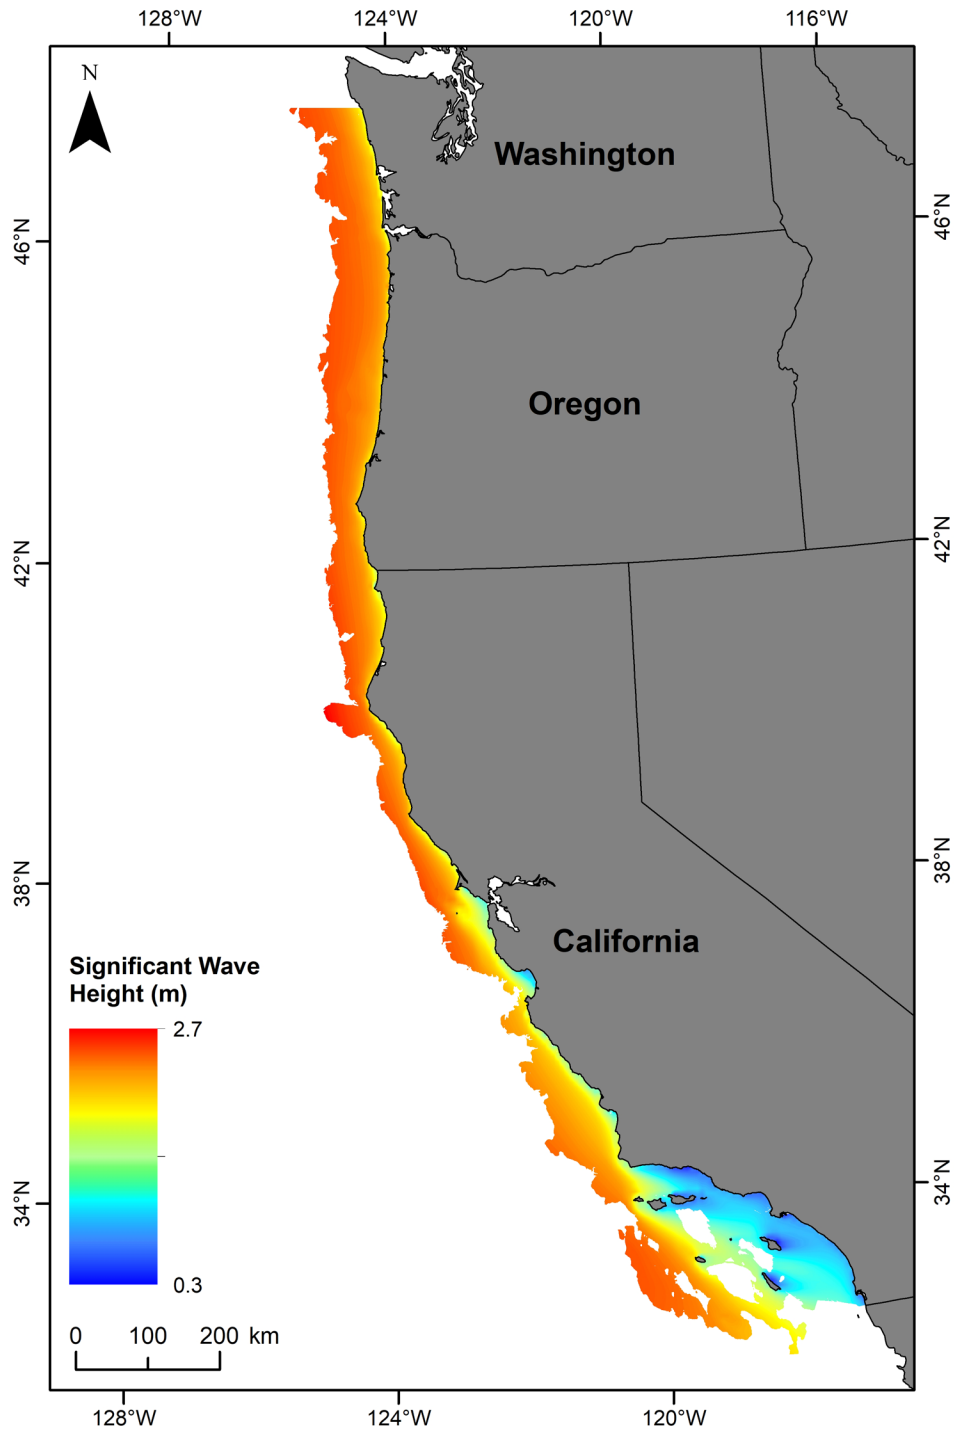 128°W 124°W 120°W 116°W
N
Washington
46°N
46°N
Oregon
42°N
42°N
38°N
38°N
California
Significant Wave
Height (m)
2.7
34°N
34°N
0.3
0 100 200 km
128°W 124°W 120°W